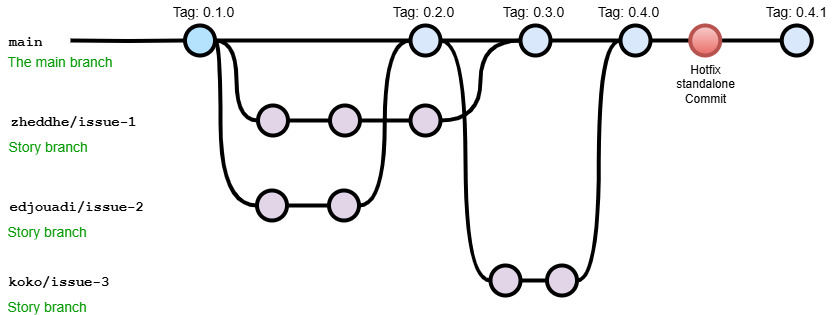 Tag: 0.1.0
Tag: 0.2.0
Tag: 0.3.0
Tag: 0.4.0
Tag: 0.4.1
main
The main branch
Hotfix
standalone
Commit
zheddhe/issue-1
Story branch
edjouadi/issue-2
Story branch
koko/issue-3
Story branch